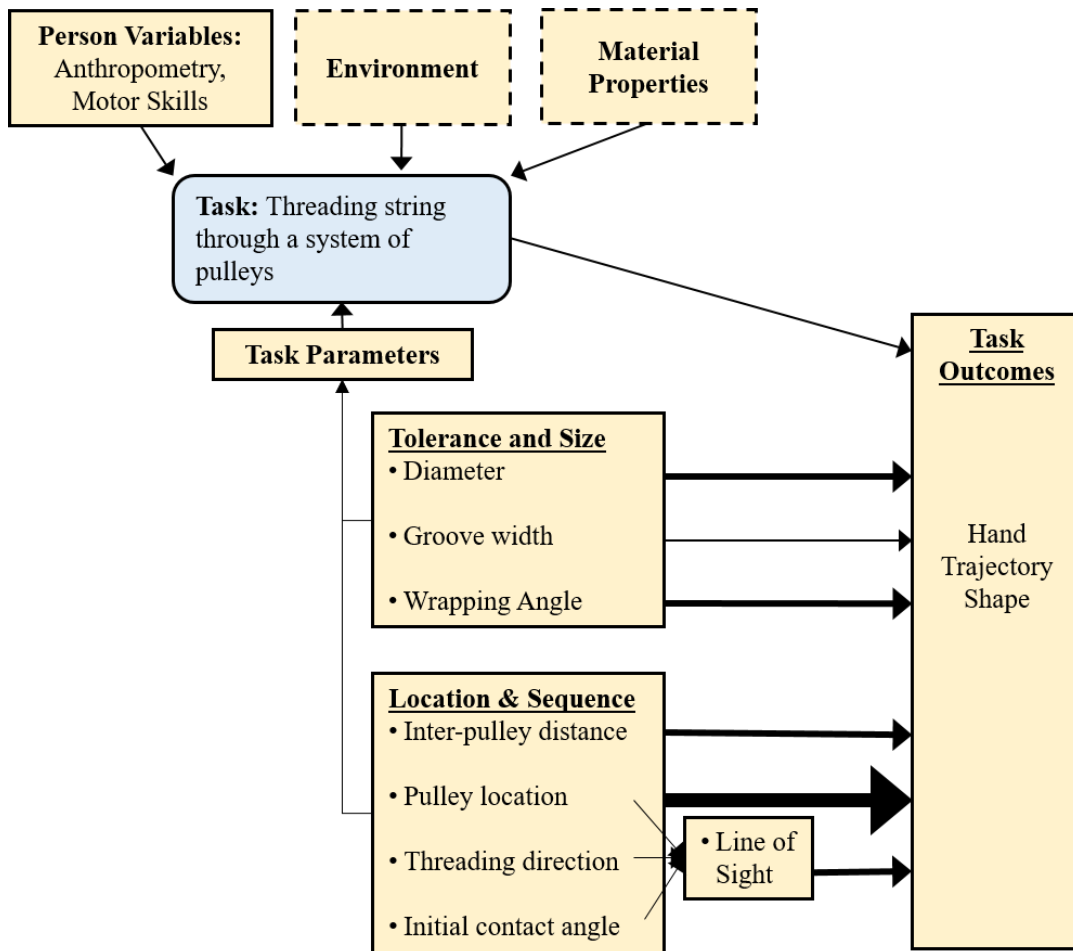 Person Variables:
Anthropometry,
Motor Skills
Environment
Material
Properties
Task: Threading string
through a system of
pulleys
Task Parameters
Task
Outcomes
Tolerance and Size
• Diameter
• Groove width
• Wrapping Angle
Hand
Trajectory
Shape
Location & Sequence
• Inter-pulley distance
• Pulley location
• Threading direction
• Initial contact angle
• Line of
Sight